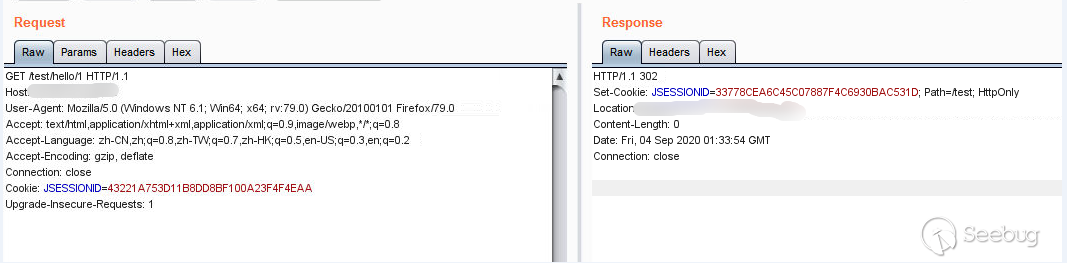 Request
Raw Params Headers Hex
GET /test/hello/1 HTTP/1.1
Host
User-Agent: Mozilla/5.0 (Windows NT 6.1; Win64; x64; rv:79.0) Gecko/20100101 Firefox/79.0
Accept: text/html,application/xhtml+xml,application/xml;q=0.9,image/webp,*/*;q=0.8
Accept-Language: zh-CN,zh;q=0.8,zh-TW;q=0.7,zh-HK;q=0.5,en-US;q=0.3,en;q=0.2
Accept-Encoding: gzip, deflate
Connection: close
Cookie: JSESSIONID=43221A753D11B8DD8BF100A23F4F4EAA
Upgrade-Insecure-Requests: 1
Response
Raw Headers Hex
HTTP/1.1 302
Set-Cookie: JSESSIONID=33778CEA6C45C07887F4C6930BAC531D; Path=/test; HttpOnly
Location:
Content-Length: 0
Date: Fri, 04 Sep 2020 01:33:54 GMT
Connection: close
Seebug